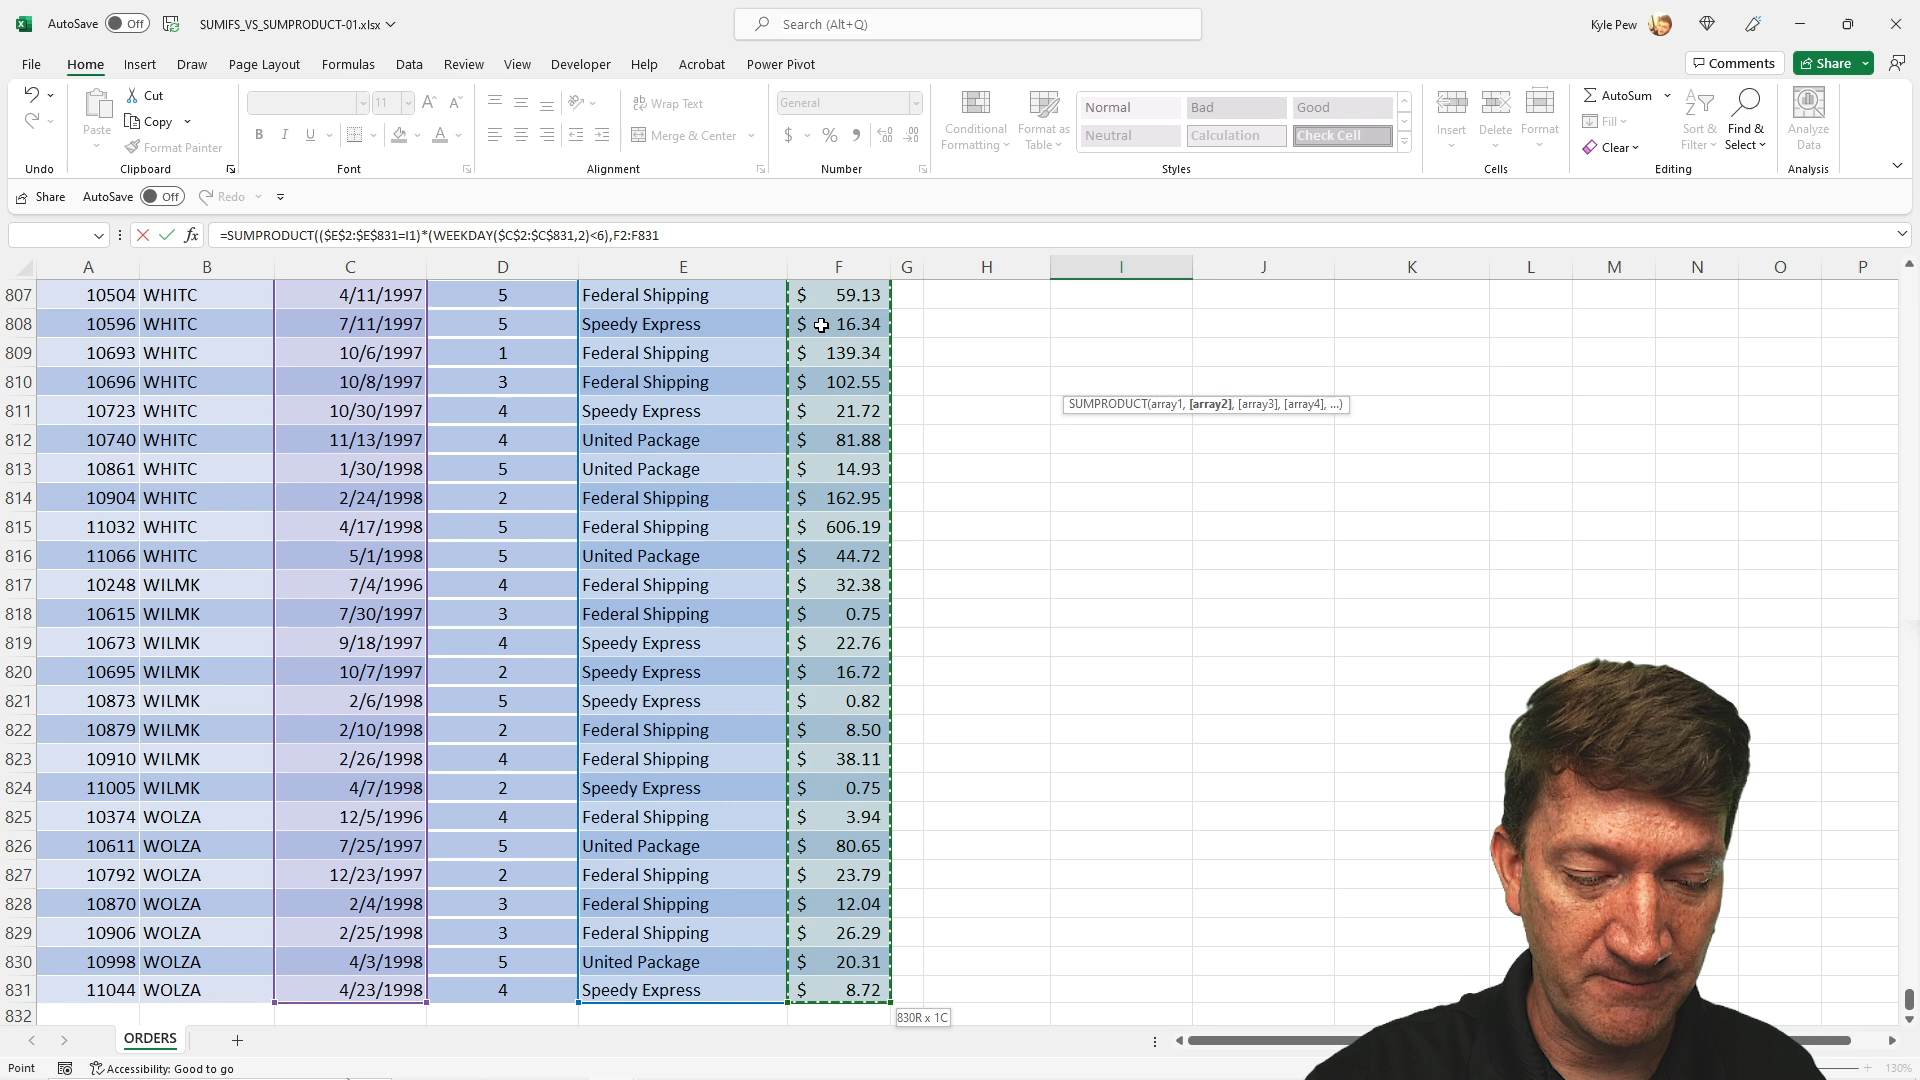 AutoSave Off SUMIFS_VS_SUMPRODUCT-01.xlsx Search (Alt+Q) Kyle Pew
File Home Insert Draw Page Layout Formulas Data Review View Developer Help Acrobat Power Pivot Comments Share
Cut
Copy
Format Painter
Paste
11
Wrap Text
Merge & Center
General
Conditional Formatting
Format as Table
Normal Bad Good
Neutral Calculation Check Cell
Insert Delete Format
AutoSum
Fill
Clear
Sort & Filter
Find & Select
Analyze Data
Undo Clipboard Font Alignment Number Styles Cells Editing Analysis
Share AutoSave Off Redo
=SUMPRODUCT(($E$2:$E$831=I1)*(WEEKDAY($C$2:$C$831,2)<6),F2:F831
A B C D E F G H I J K L M N O P
807 10504 WHITC 4/11/1997 5 Federal Shipping $ 59.13
808 10596 WHITC 7/11/1997 5 Speedy Express $ 16.34
809 10693 WHITC 10/6/1997 1 Federal Shipping $ 139.34
810 10696 WHITC 10/8/1997 3 Federal Shipping $ 102.55
811 10723 WHITC 10/30/1997 4 Speedy Express $ 21.72
SUMPRODUCT(array1, [array2], [array3], [array4], ...)
812 10740 WHITC 11/13/1997 4 United Package $ 81.88
813 10861 WHITC 1/30/1998 5 United Package $ 14.93
814 10904 WHITC 2/24/1998 2 Federal Shipping $ 162.95
815 11032 WHITC 4/17/1998 5 Federal Shipping $ 606.19
816 11066 WHITC 5/1/1998 5 United Package $ 44.72
817 10248 WILMK 7/4/1996 4 Federal Shipping $ 32.38
818 10615 WILMK 7/30/1997 3 Federal Shipping $ 0.75
819 10673 WILMK 9/18/1997 4 Speedy Express $ 22.76
820 10695 WILMK 10/7/1997 2 Speedy Express $ 16.72
821 10873 WILMK 2/6/1998 5 Speedy Express $ 0.82
822 10879 WILMK 2/10/1998 2 Federal Shipping $ 8.50
823 10910 WILMK 2/26/1998 4 Federal Shipping $ 38.11
824 11005 WILMK 4/7/1998 2 Speedy Express $ 0.75
825 10374 WOLZA 12/5/1996 4 Federal Shipping $ 3.94
826 10611 WOLZA 7/25/1997 5 United Package $ 80.65
827 10792 WOLZA 12/23/1997 2 Federal Shipping $ 23.79
828 10870 WOLZA 2/4/1998 3 Federal Shipping $ 12.04
829 10906 WOLZA 2/25/1998 3 Federal Shipping $ 26.29
830 10998 WOLZA 4/3/1998 5 United Package $ 20.31
831 11044 WOLZA 4/23/1998 4 Speedy Express $ 8.72
832
830R x 1C
ORDERS
Point Accessibility: Good to go 130%